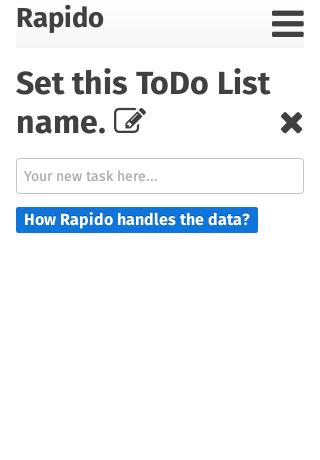 Rapido
Set this ToDo List
name.
Your new task here...
How Rapido handles the data?